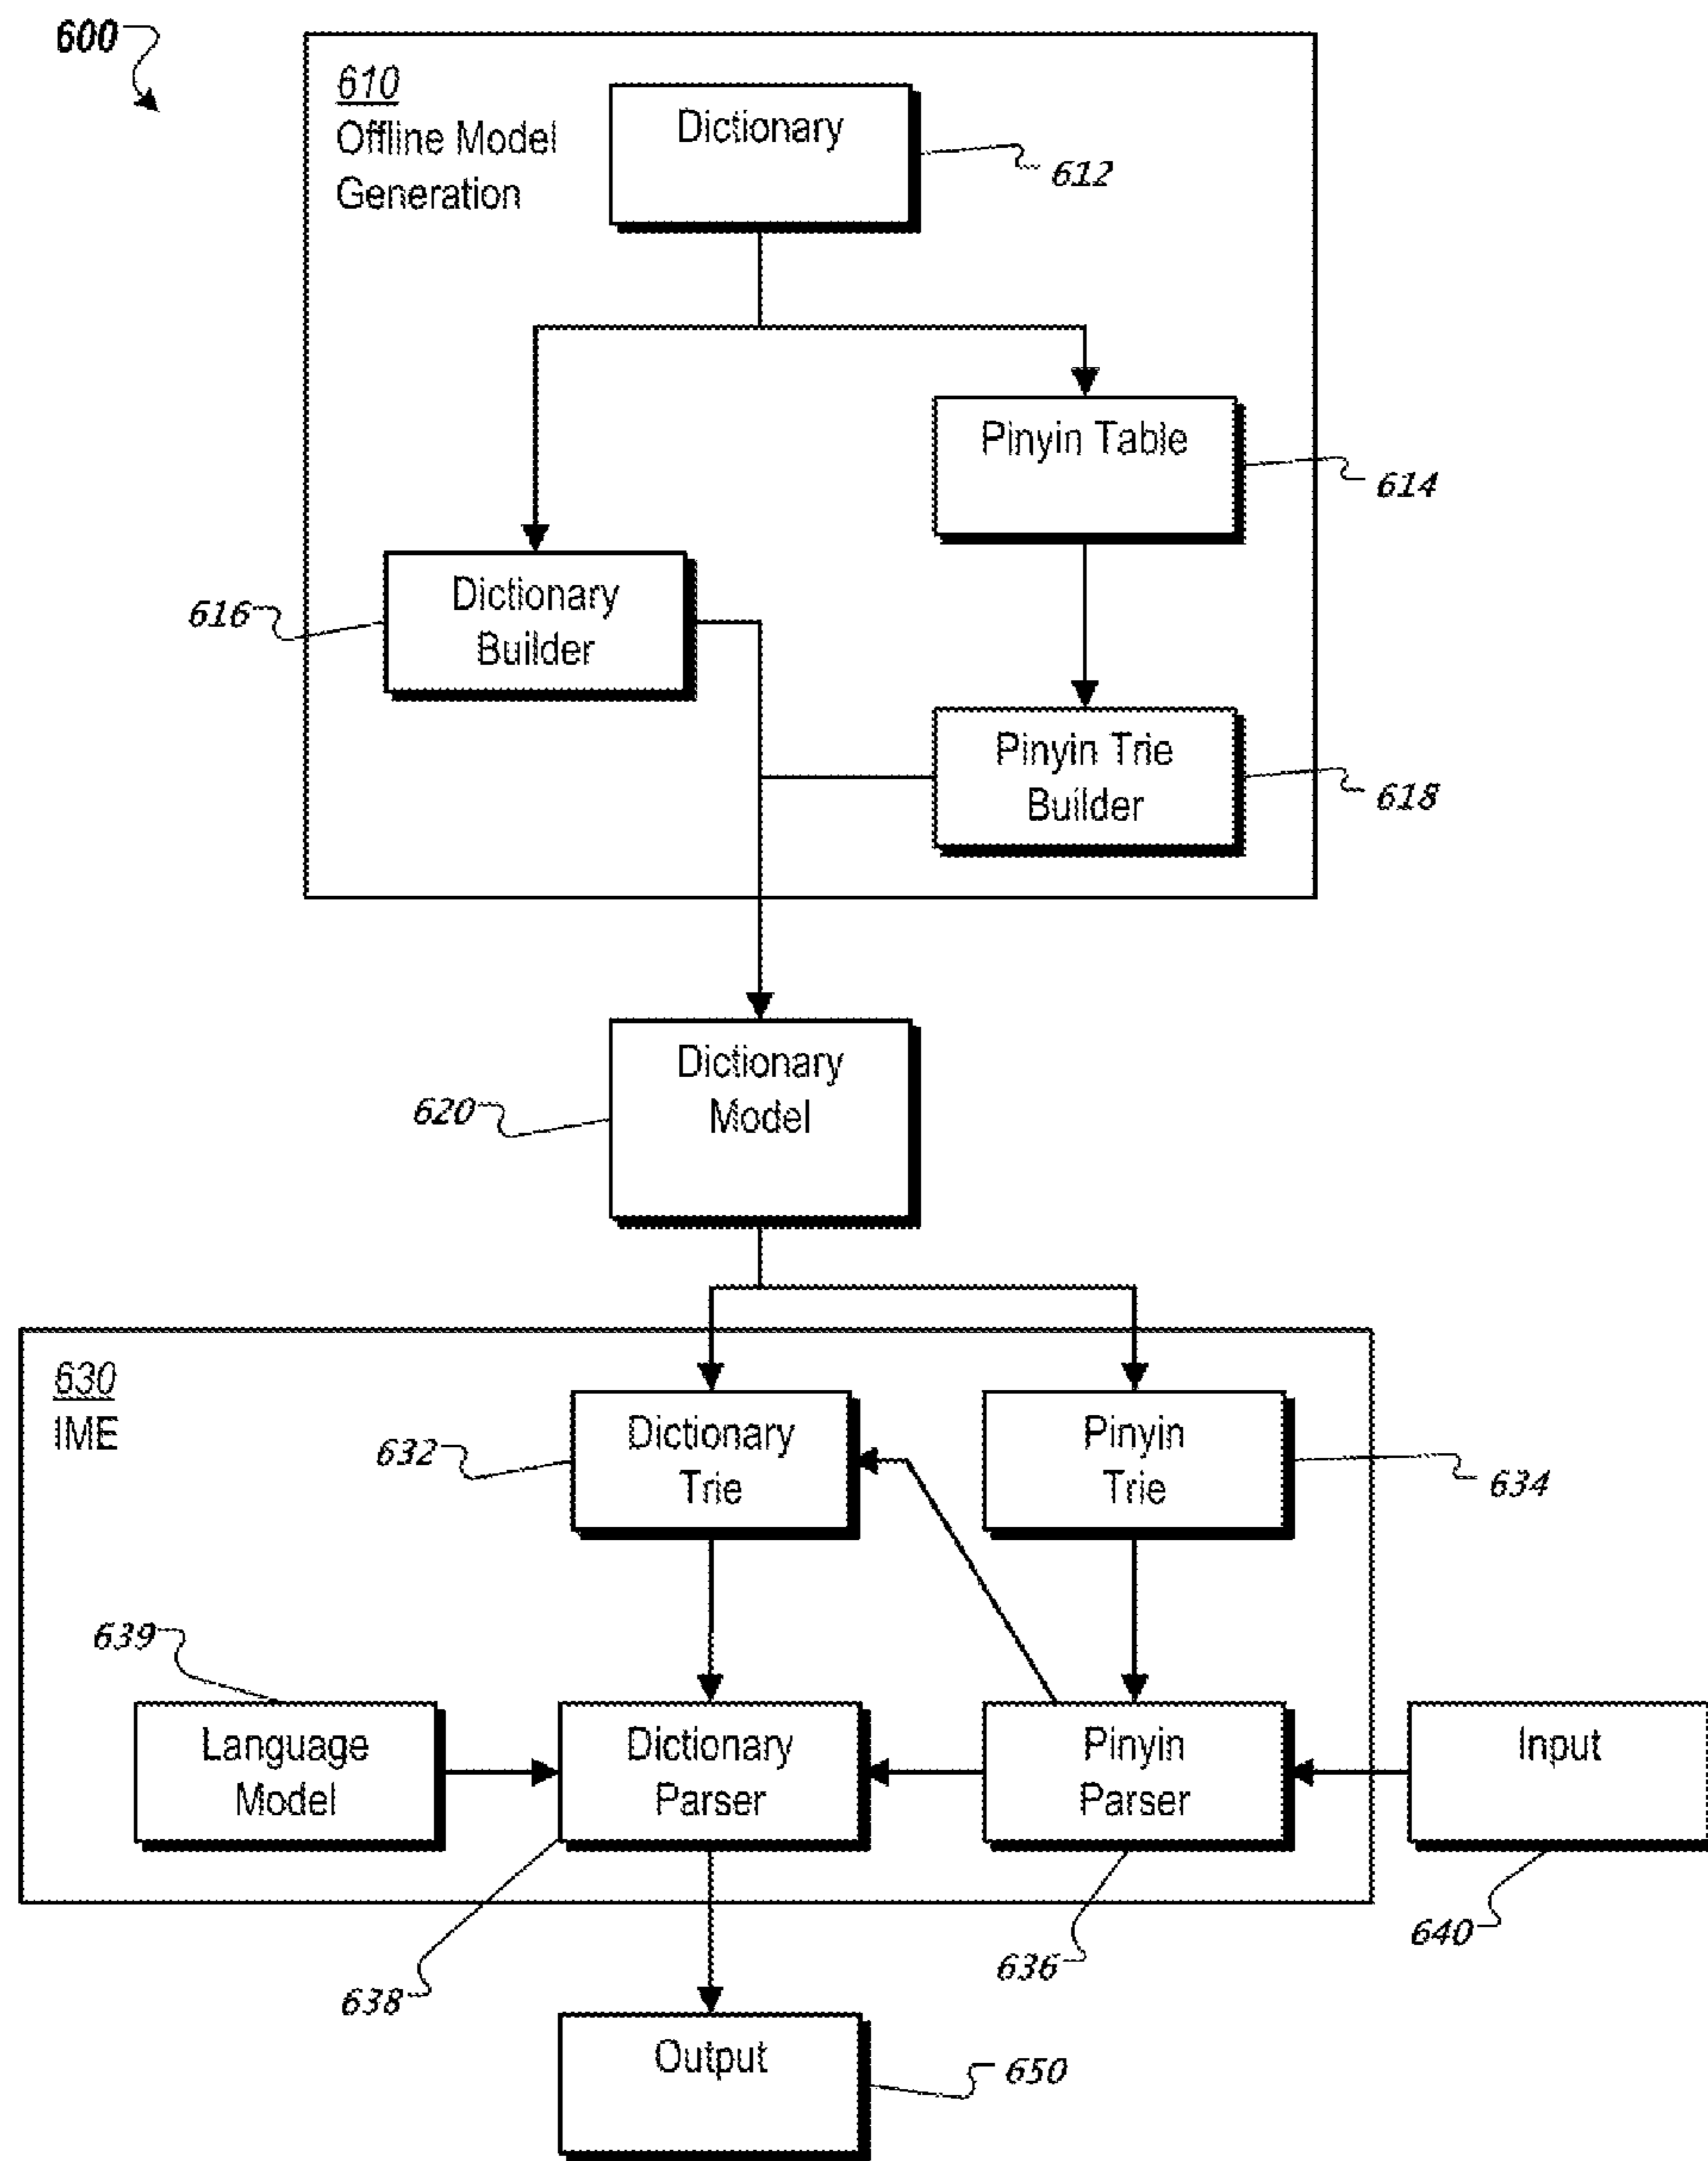 600
610
Offline Model
Generation
Dictionary
612
Pinyin Table
614
Dictionary
Builder
616
Pinyin Trie
Builder
618
Dictionary
Model
620
630
IME
Dictionary
Trie
632
Pinyin
Trie
634
639
Language
Model
Dictionary
Parser
Pinyin
Parser
Input
638
636
640
Output
650